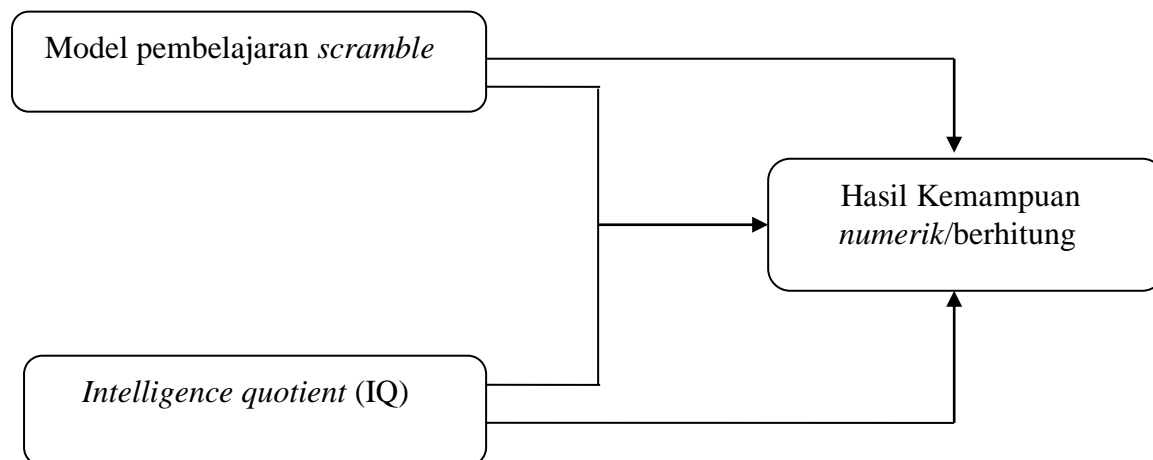 Model pembelajaran scramble
Hasil Kemampuan
numerik/berhitung
Intelligence quotient (IQ)